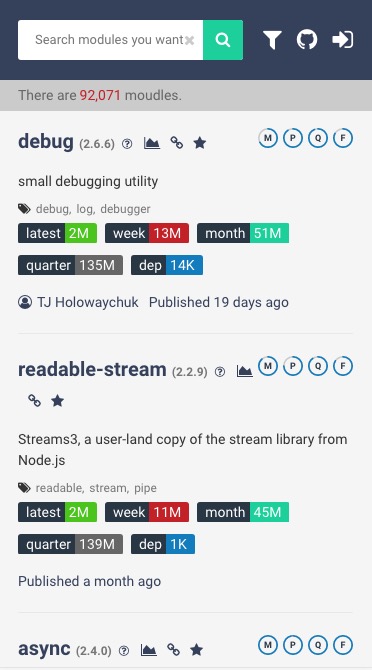 Search modules you want
There are 92,071 moudles.
debug (2.6.6) M P Q F
small debugging utility
debug, log, debugger
latest 2M week 13M month 51M
quarter 135M dep 14K
TJ Holowaychuk Published 19 days ago
readable-stream (2.2.9) M P Q F
Streams3, a user-land copy of the stream library from
Node.js
readable, stream, pipe
latest 2M week 11M month 45M
quarter 139M dep 1K
Published a month ago
async (2.4.0) M P Q F